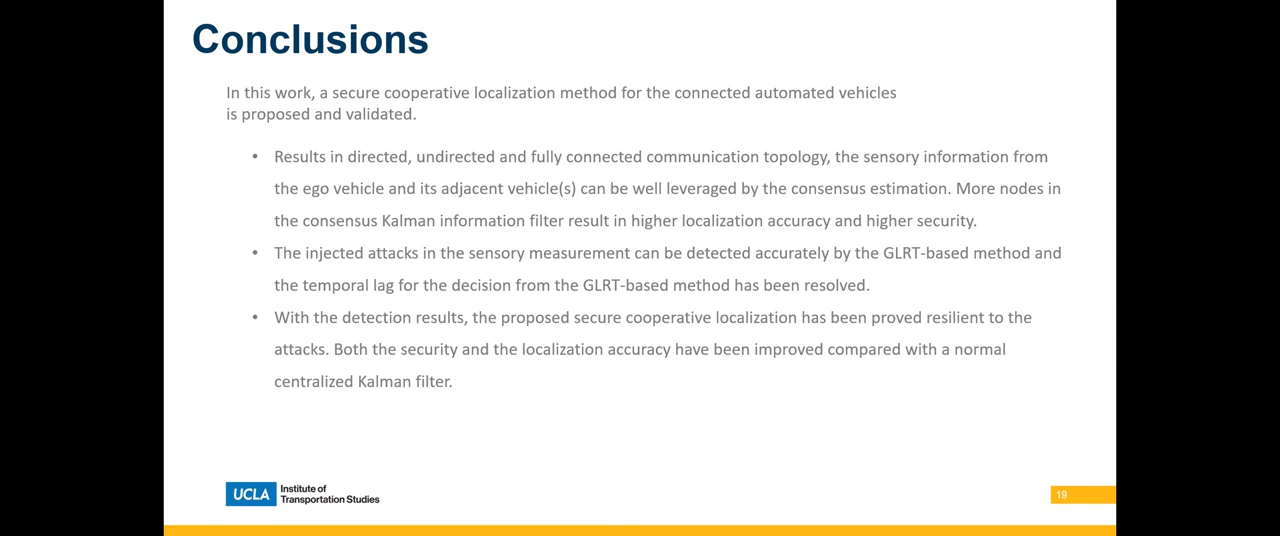 Conclusions
In this work, a secure cooperative localization method for the connected automated vehicles
is proposed and validated.
• Results in directed, undirected and fully connected communication topology, the sensory information from
the ego vehicle and its adjacent vehicle(s) can be well leveraged by the consensus estimation. More nodes in
the consensus Kalman information filter result in higher localization accuracy and higher security.
• The injected attacks in the sensory measurement can be detected accurately by the GLRT-based method and
the temporal lag for the decision from the GLRT-based method has been resolved.
• With the detection results, the proposed secure cooperative localization has been proved resilient to the
attacks. Both the security and the localization accuracy have been improved compared with a normal
centralized Kalman filter.
UCLA
Institute of
Transportation Studies
19